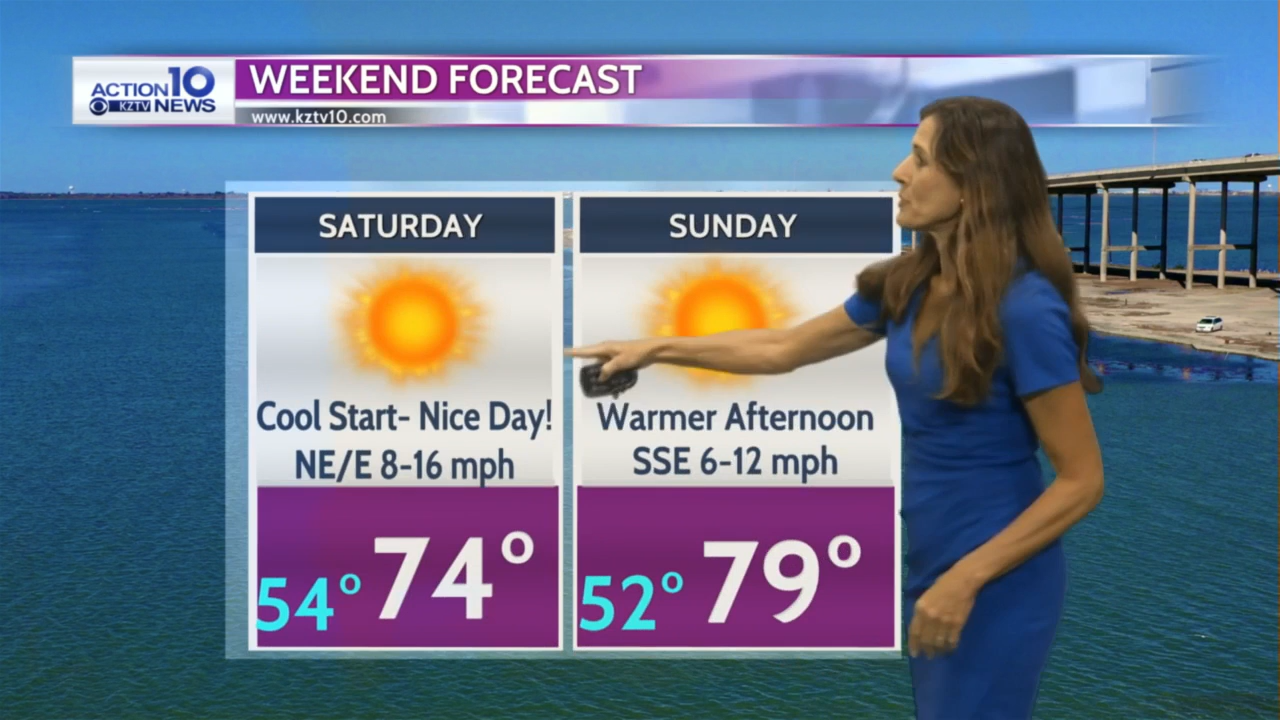 ACTION 10
KZTV NEWS
WEEKEND FORECAST
www.kztv10.com
SATURDAY
Cool Start- Nice Day!
NE/E 8-16 mph
54° 74°
SUNDAY
Warmer Afternoon
SSE 6-12 mph
52° 79°